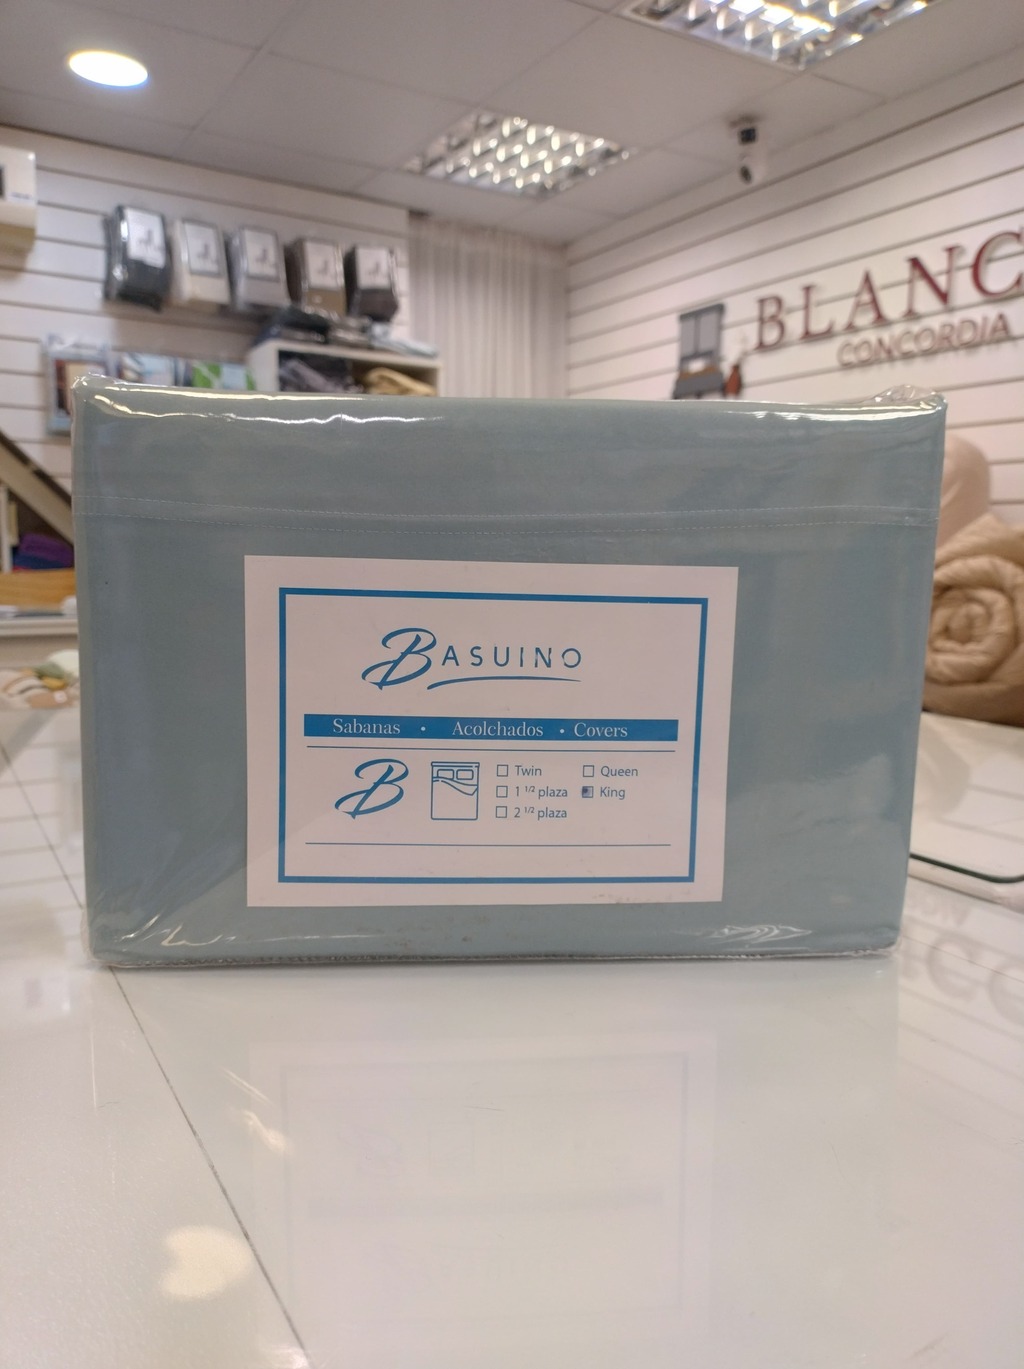 BLANC
CONCORDIA
BASUINO
Sabanas • Acolchados • Covers
B
Twin
Queen
1 1/2 plaza
King
2 1/2 plaza